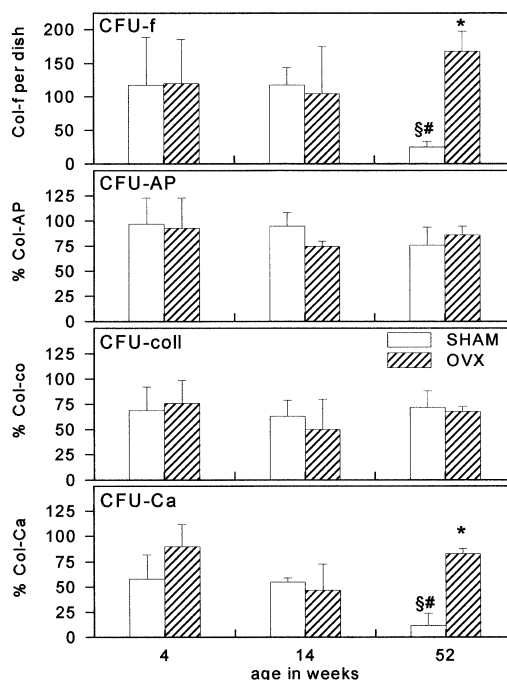 CFU-f
Col-f per dish
200
150
100
50
0
§#
*
CFU-AP
% Col-AP
125
100
75
50
25
0
CFU-coll
% Col-co
125
100
75
50
25
0
SHAM
OVX
CFU-Ca
% Col-Ca
125
100
75
50
25
0
§#
*
4 14 52
age in weeks